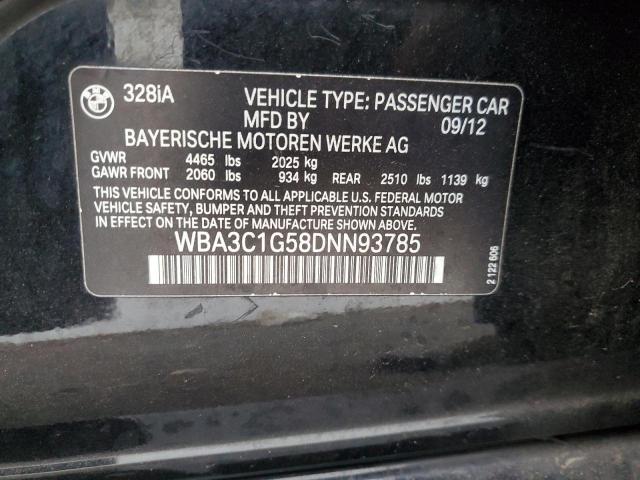 BMW
328iA VEHICLE TYPE: PASSENGER CAR
MFD BY 09/12
BAYERISCHE MOTOREN WERKE AG
GVWR 4465 lbs 2025 kg
GAWR FRONT 2060 lbs 934 kg REAR 2510 lbs 1139 kg
THIS VEHICLE CONFORMS TO ALL APPLICABLE U.S. FEDERAL MOTOR
VEHICLE SAFETY, BUMPER AND THEFT PREVENTION STANDARDS
IN EFFECT ON THE DATE OF MANUFACTURE SHOWN ABOVE.
WBA3C1G58DNN93785
2 122 606